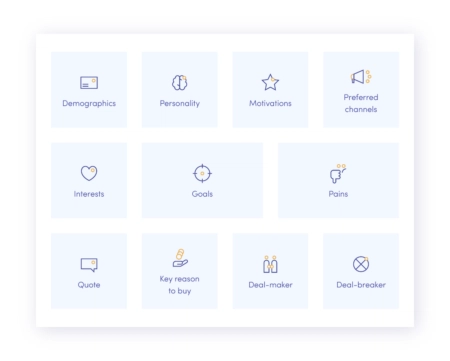 Demographics
Personality
Motivations
Preferred
channels
Interests
Goals
Pains
Quote
Key reason
to buy
Deal-maker
Deal-breaker